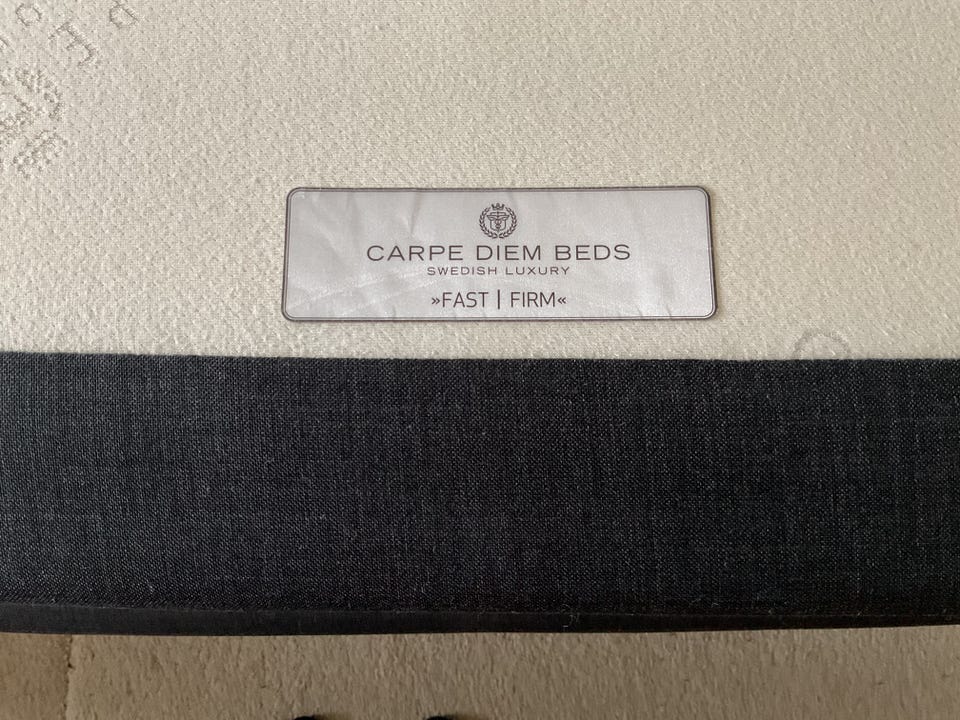 CARPE DIEM BEDS
SWEDISH LUXURY
»FAST | FIRM«